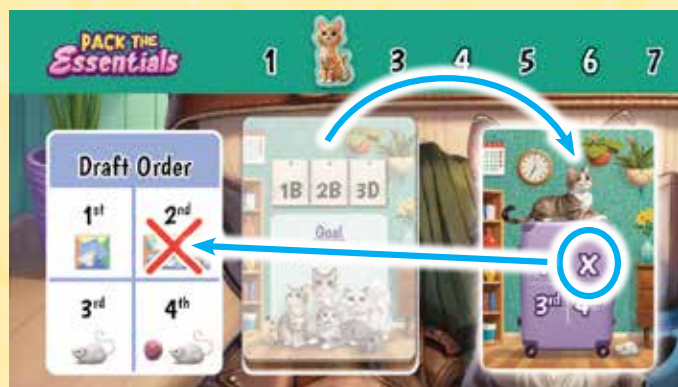 PACK THE
Essentials
1 3 4 5 6 7
Draft Order
1st 2nd
3rd 4th
1B 2B 3D
Goal
X
3rd 4